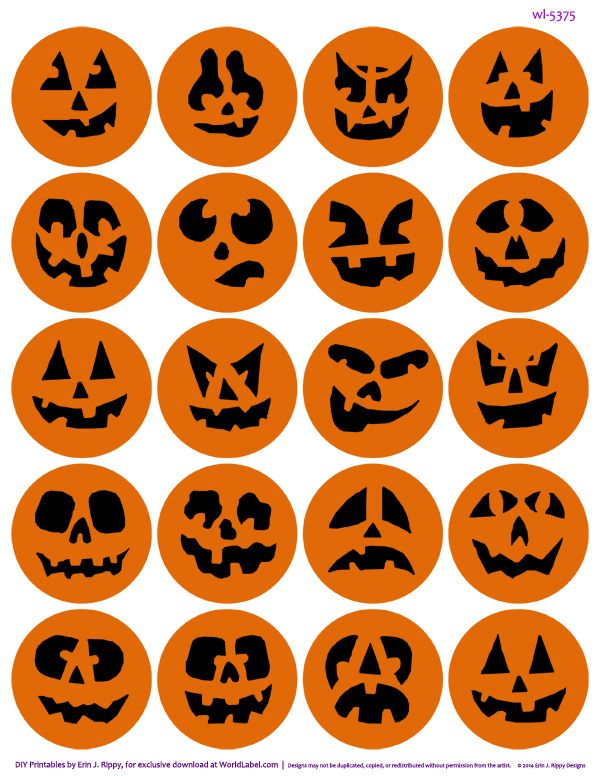 wl-5375
DIY Printables by Erin J. Rippy, for exclusive download at WorldLabel.com | Designs may not be duplicated, copied, or redistributed without permission from the artist. © 2014 Erin J. Rippy Designs